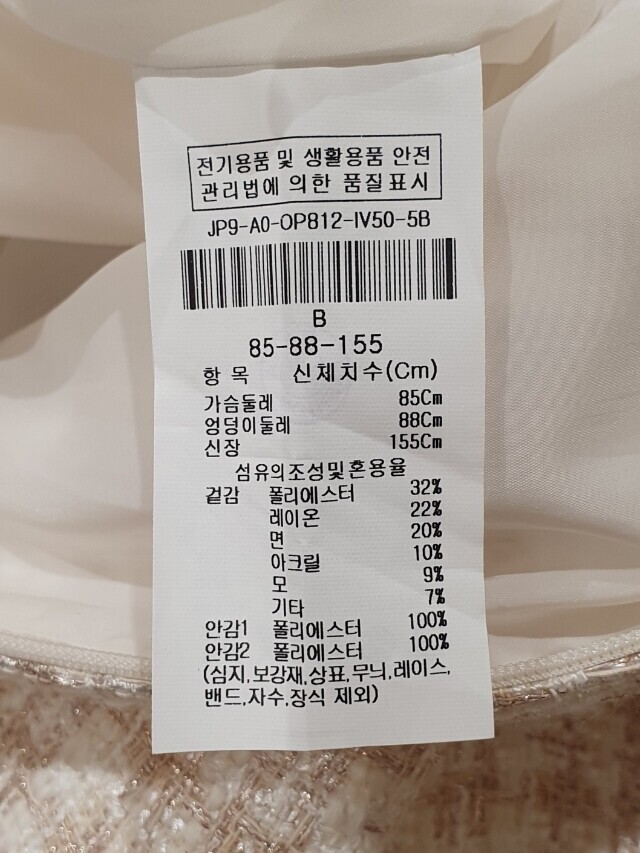 전기용품 및 생활용품 안전
관리법에 의한 품질표시
JP9-A0-OP812-IV50-5B
B
85-88-155
항 목 신체치수(Cm)
가슴둘레 85Cm
엉덩이둘레 88Cm
신장 155Cm
섬유의조성및혼용율
겉감 폴리에스터 32%
레이온 22%
면 20%
아크릴 10%
모 9%
기타 7%
안감1 폴리에스터 100%
안감2 폴리에스터 100%
(심지,보강재,상표,무늬,레이스,
밴드,자수,장식 제외)